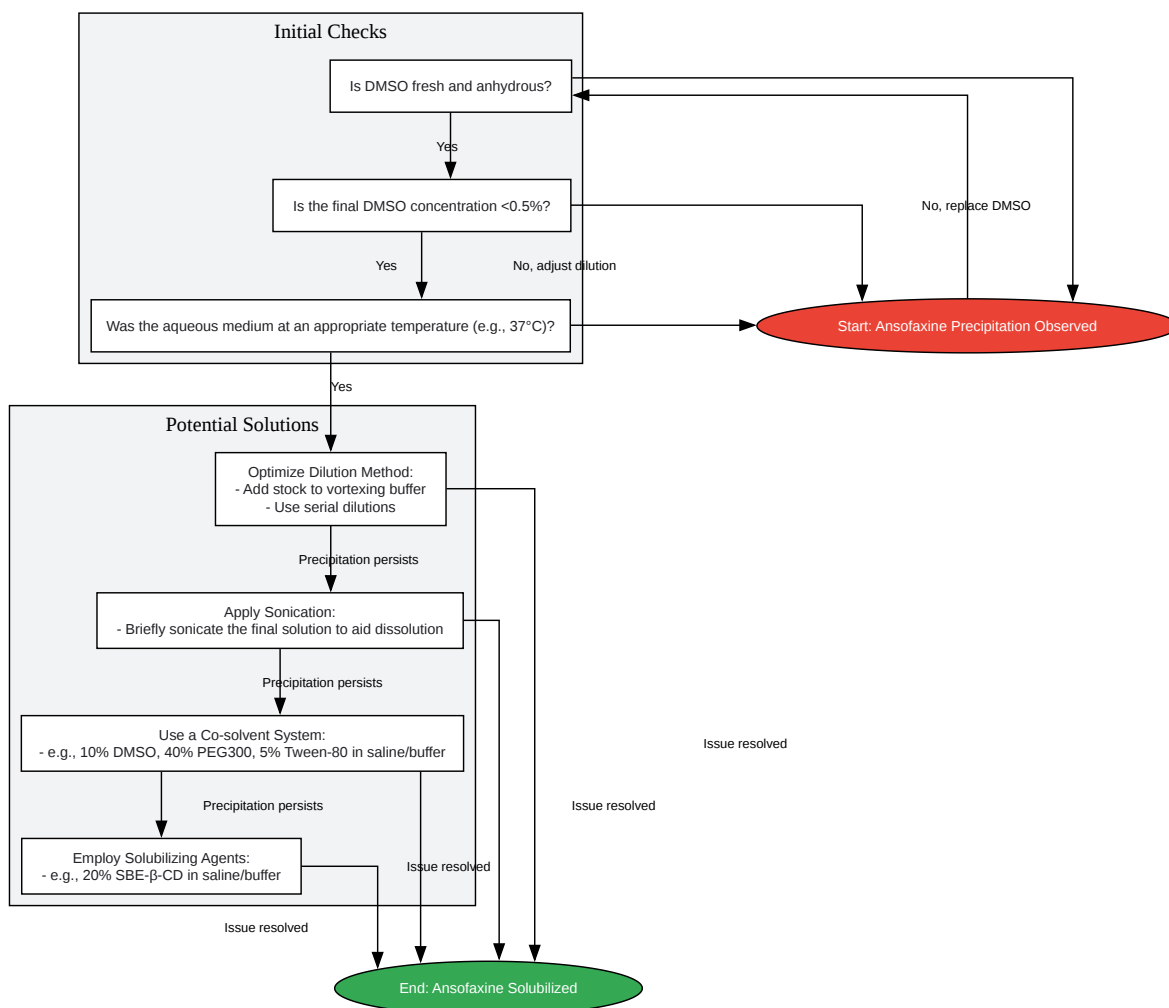 Initial Checks
Is DMSO fresh and anhydrous?
Yes
Is the final DMSO concentration <0.5%?
No, replace DMSO
Yes
No, adjust dilution
Was the aqueous medium at an appropriate temperature (e.g., 37°C)?
Start: Ansofaxine Precipitation Observed
Yes
Potential Solutions
Optimize Dilution Method:
- Add stock to vortexing buffer
- Use serial dilutions
Precipitation persists
Apply Sonication:
- Briefly sonicate the final solution to aid dissolution
Precipitation persists
Use a Co-solvent System:
- e.g., 10% DMSO, 40% PEG300, 5% Tween-80 in saline/buffer
Issue resolved
Precipitation persists
Issue resolved
Employ Solubilizing Agents:
- e.g., 20% SBE-β-CD in saline/buffer
Issue resolved
Issue resolved
End: Ansofaxine Solubilized